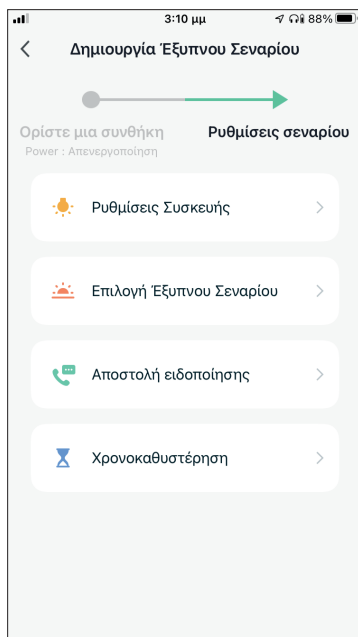 3:10 μμ
88%
Δημιουργία Έξυπνου Σεναρίου
Ορίστε μια συνθήκη
Ρυθμίσεις σεναρίου
Power : Απενεργοποίηση
Ρυθμίσεις Συσκευής
Επιλογή Έξυπνου Σεναρίου
Αποστολή ειδοποίησης
Χρονοκαθυστέρηση